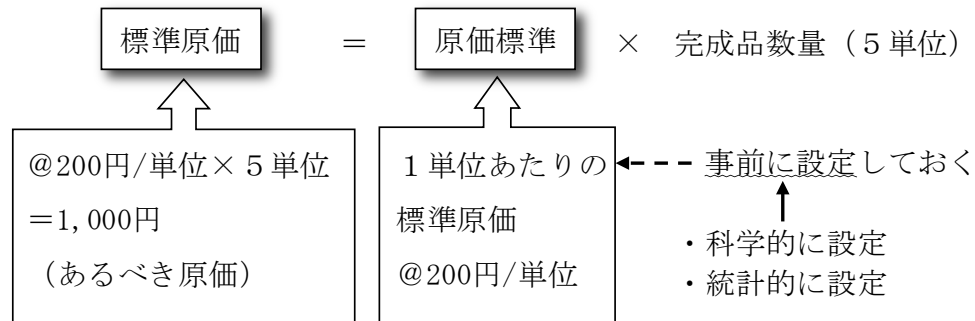 標準原価 ＝ 原価標準 × 完成品数量（５単位）
@200円/単位×５単位
＝1,000円
（あるべき原価）
１単位あたりの
標準原価
@200円/単位
事前に設定しておく
・科学的に設定
・統計的に設定